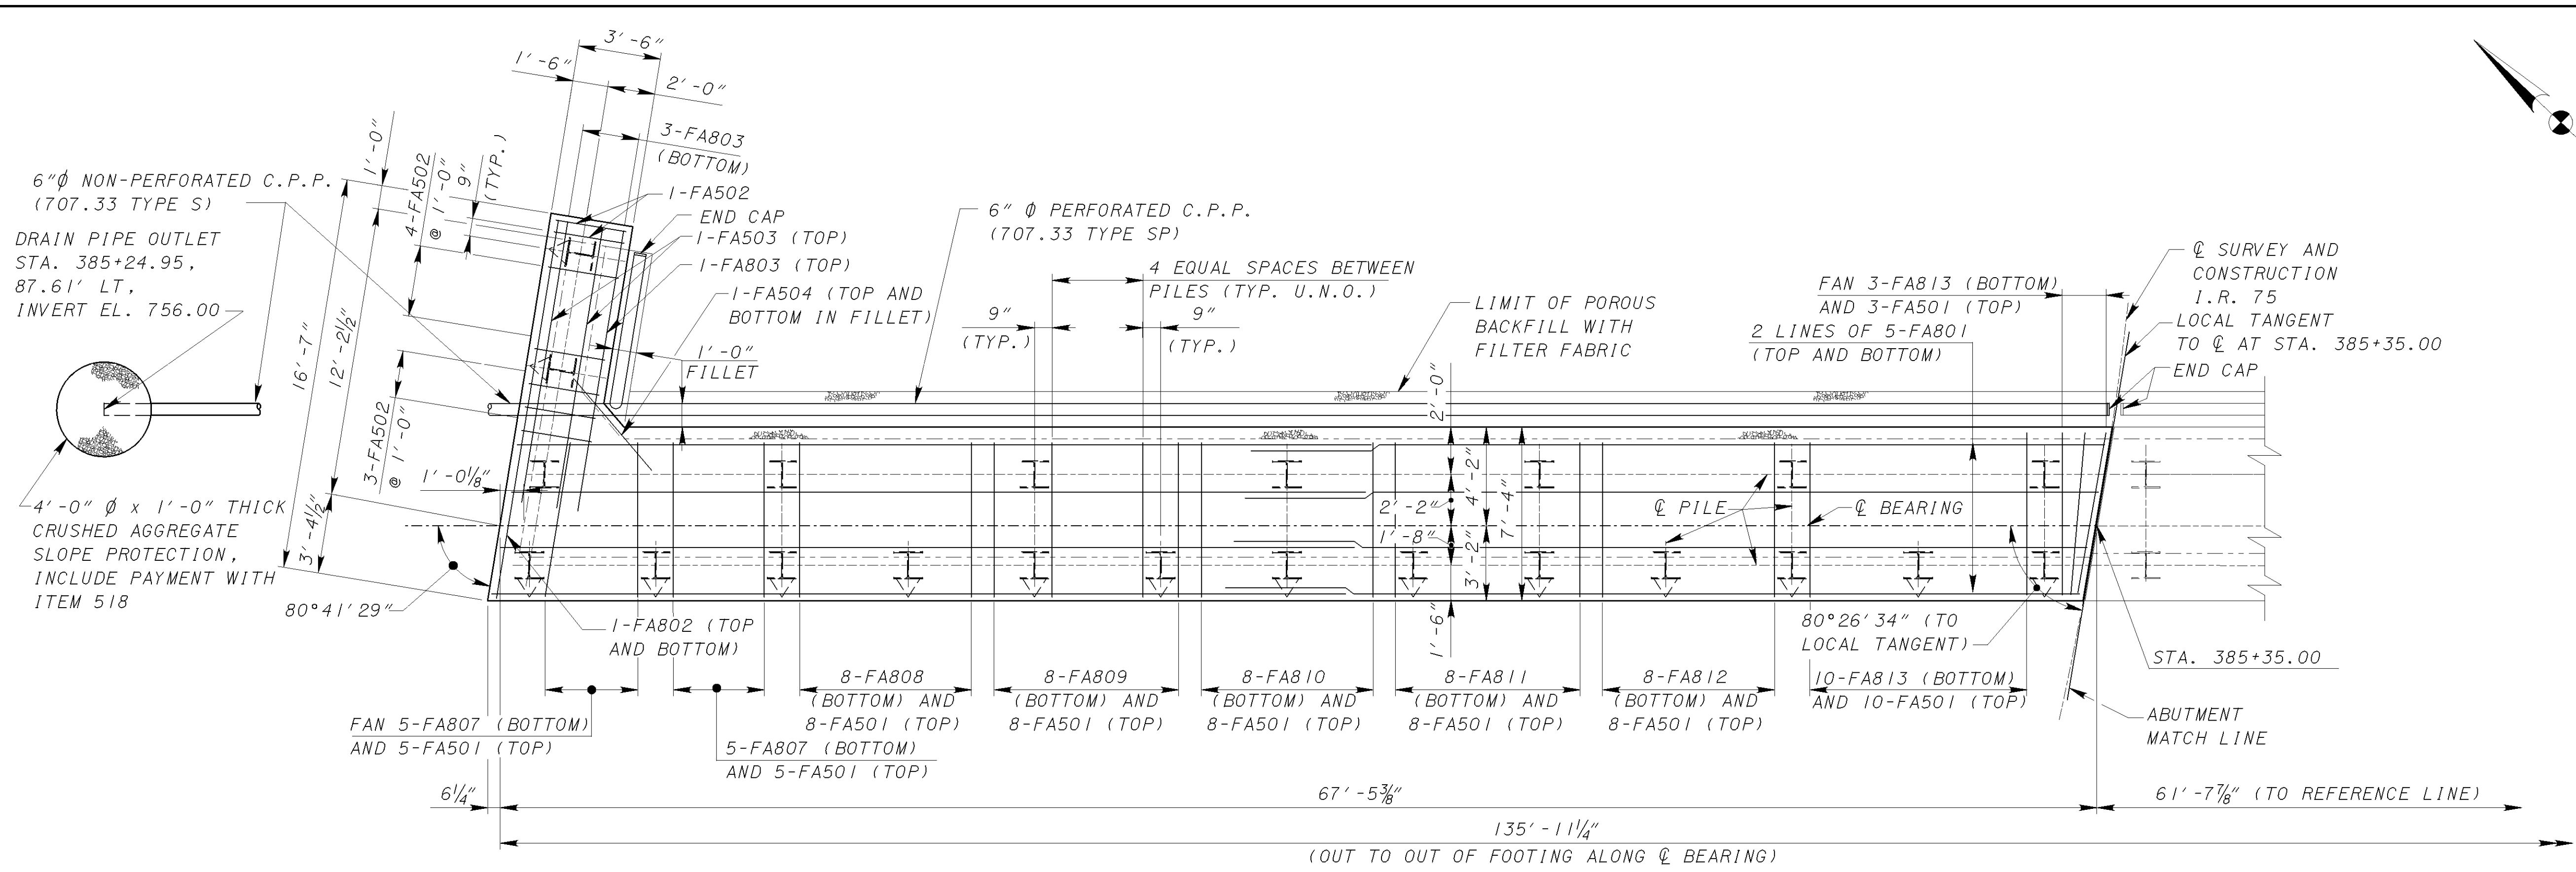 3'-6"
1'-6"
2'-0"
3-FA803
(BOTTOM)
1'-0"
4-FA502
@ 1'-0"
9"
(TYP.)
1-FA502
END CAP
1-FA503 (TOP)
1-FA803 (TOP)
1-FA504 (TOP AND
BOTTOM IN FILLET)
1'-0"
FILLET
6"⌀ NON-PERFORATED C.P.P.
(707.33 TYPE S)
DRAIN PIPE OUTLET
STA. 385+24.95,
87.61' LT,
INVERT EL. 756.00
16'-7"
12'-2½"
3'-4½"
3-FA502
@ 1'-0"
1'-0⅛"
4'-0" ⌀ x 1'-0" THICK
CRUSHED AGGREGATE
SLOPE PROTECTION,
INCLUDE PAYMENT WITH
ITEM 518
80°41'29"
6" ⌀ PERFORATED C.P.P.
(707.33 TYPE SP)
4 EQUAL SPACES BETWEEN
PILES (TYP. U.N.O.)
9"
(TYP.)
9"
(TYP.)
LIMIT OF POROUS
BACKFILL WITH
FILTER FABRIC
FAN 3-FA813 (BOTTOM)
AND 3-FA501 (TOP)
2 LINES OF 5-FA801
(TOP AND BOTTOM)
℄ SURVEY AND
CONSTRUCTION
I.R. 75
LOCAL TANGENT
TO ℄ AT STA. 385+35.00
END CAP
2'-0"
2'-2"
4'-2"
7'-4"
1'-8"
3'-2"
1'-6"
℄ PILE
℄ BEARING
80°26'34" (TO
LOCAL TANGENT)
STA. 385+35.00
1-FA802 (TOP
AND BOTTOM)
FAN 5-FA807 (BOTTOM)
AND 5-FA501 (TOP)
5-FA807 (BOTTOM)
AND 5-FA501 (TOP)
8-FA808
(BOTTOM) AND
8-FA501 (TOP)
8-FA809
(BOTTOM) AND
8-FA501 (TOP)
8-FA810
(BOTTOM) AND
8-FA501 (TOP)
8-FA811
(BOTTOM) AND
8-FA501 (TOP)
8-FA812
(BOTTOM) AND
8-FA501 (TOP)
10-FA813 (BOTTOM)
AND 10-FA501 (TOP)
ABUTMENT
MATCH LINE
6¼"
67'-5⅜"
61'-7⅞" (TO REFERENCE LINE)
135'-11¼"
(OUT TO OUT OF FOOTING ALONG ℄ BEARING)